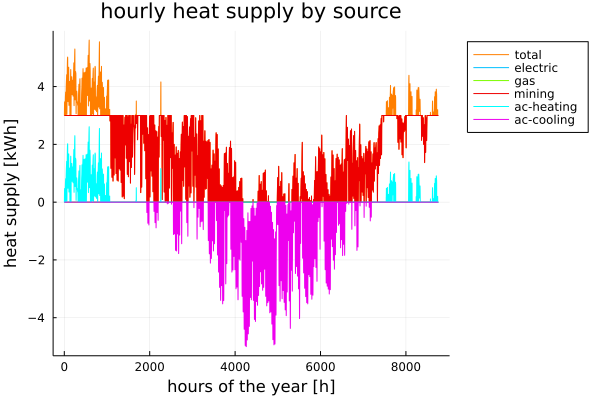 hourly heat supply by source
heat supply [kWh]
4
2
0
−2
−4
0
2000
4000
6000
8000
hours of the year [h]
total
electric
gas
mining
ac-heating
ac-cooling